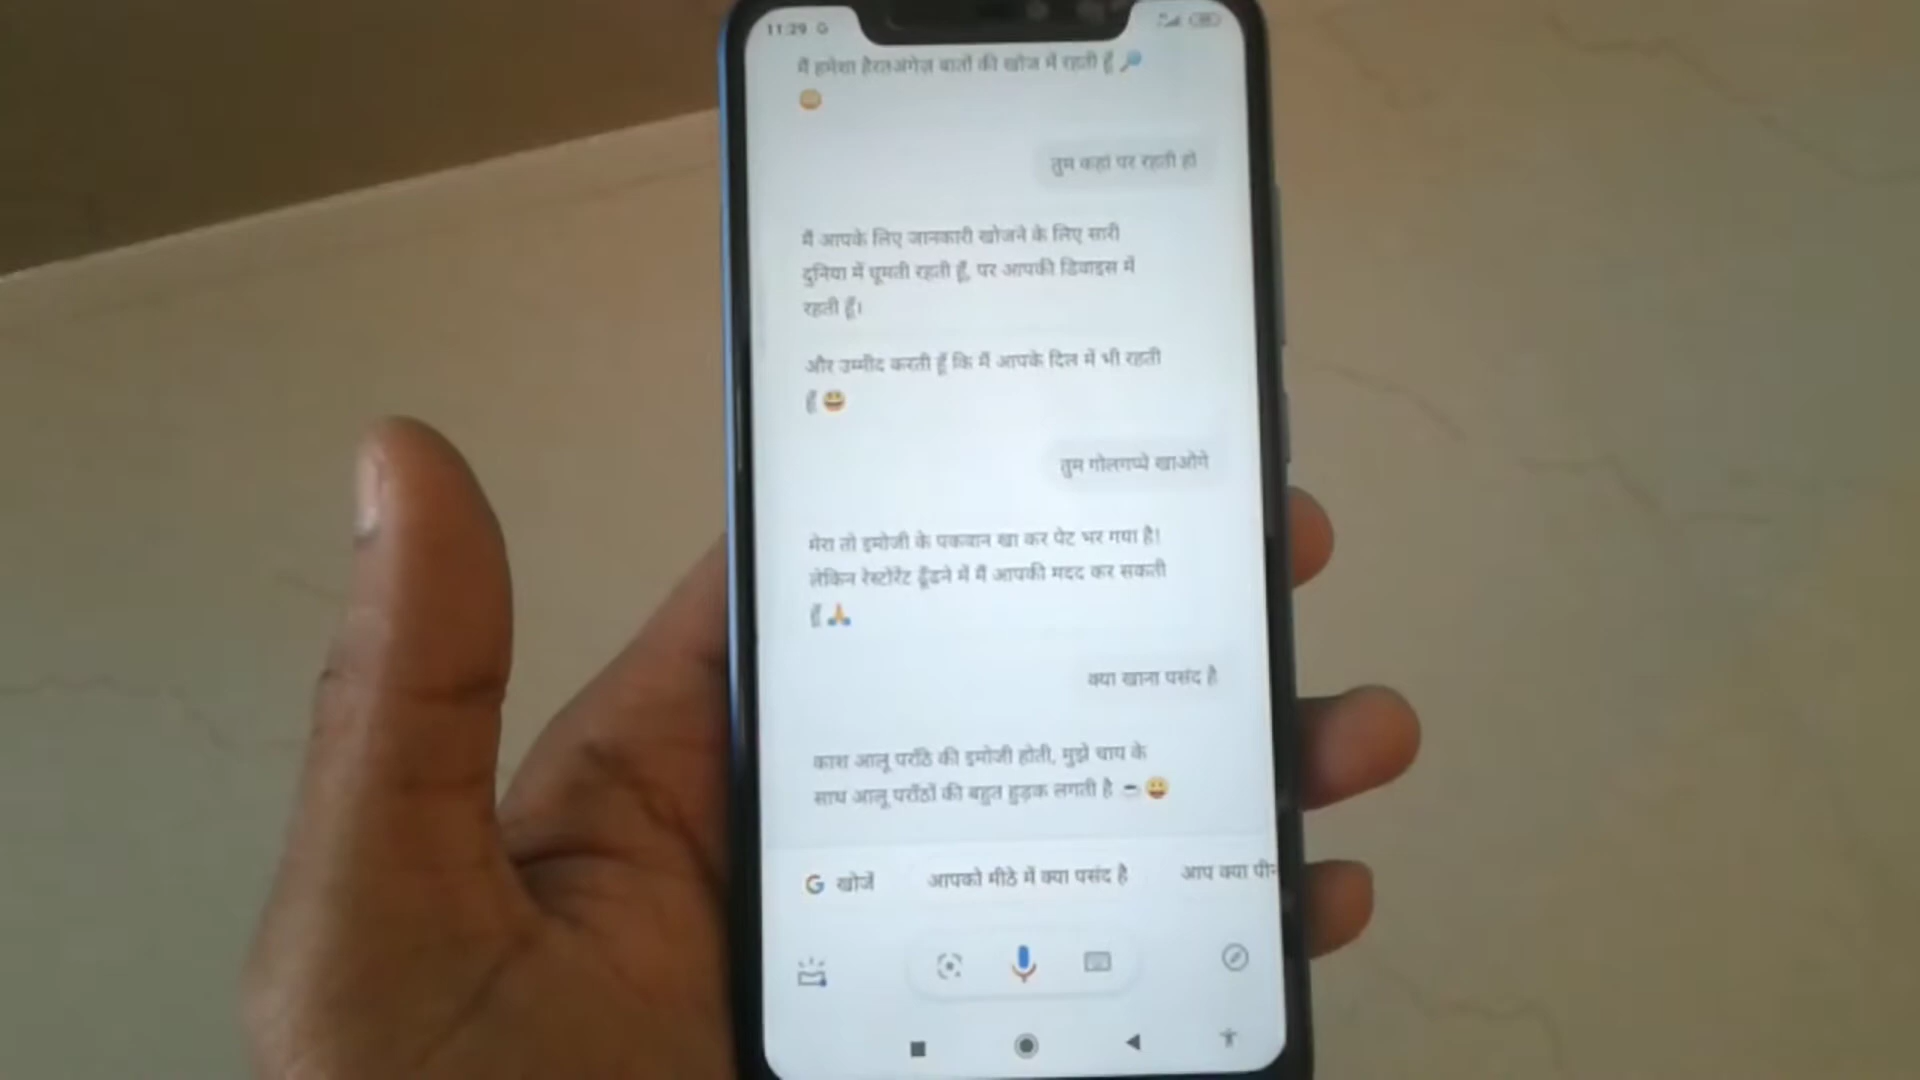 11:29 G
मैं हमेशा हैरतअंगेज़ बातों की खोज में रहती हूँ 🔎
😀
तुम कहां पर रहती हो
मैं आपके लिए जानकारी खोजने के लिए सारी
दुनिया में घूमती रहती हूँ, पर आपकी डिवाइस में
रहती हूँ।
और उम्मीद करती हूँ कि मैं आपके दिल में भी रहती
हूँ😀
तुम गोलगप्पे खाओगे
मेरा तो इमोजी के पकवान खा कर पेट भर गया है!
लेकिन रेस्टोरेंट ढूँढने में मैं आपकी मदद कर सकती
हूँ🙏
क्या खाना पसंद है
काश आलू पराँठे की इमोजी होती, मुझे चाय के
साथ आलू पराँठों की बहुत हुड़क लगती है ☕😀
G खोजें
आपको मीठे में क्या पसंद है
आप क्या